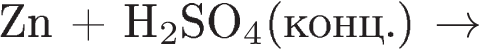 Zn + H₂SO₄(конц.) →